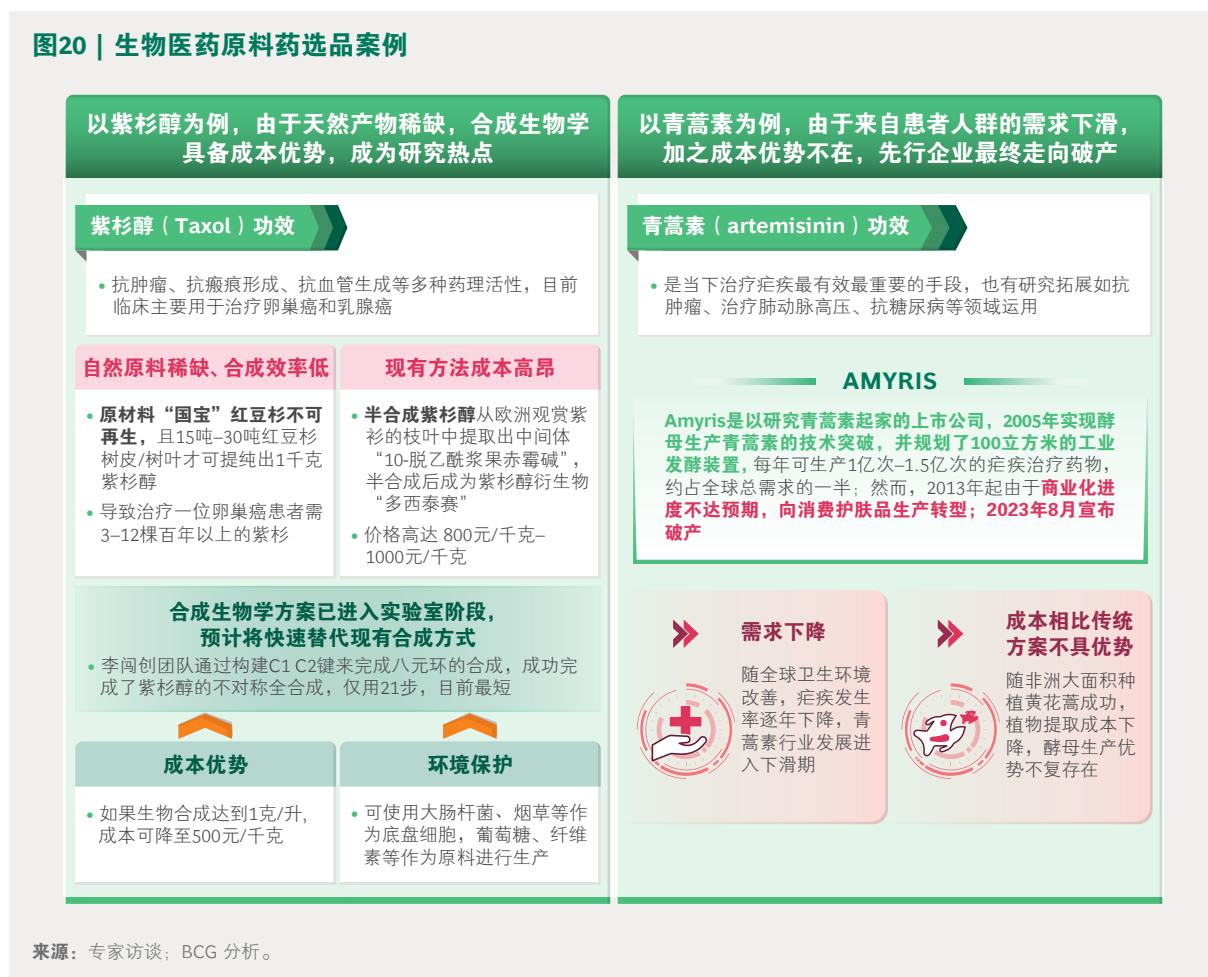 图20 | 生物医药原料药选品案例
以紫杉醇为例，由于天然产物稀缺，合成生物学
具备成本优势，成为研究热点
紫杉醇（Taxol）功效
• 抗肿瘤、抗瘢痕形成、抗血管生成等多种药理活性，目前
临床主要用于治疗卵巢癌和乳腺癌
自然原料稀缺、合成效率低
• 原材料“国宝”红豆杉不可
再生，且15吨–30吨红豆杉
树皮/树叶才可提纯出1千克
紫杉醇
• 导致治疗一位卵巢癌患者需
3–12棵百年以上的紫杉
现有方法成本高昂
• 半合成紫杉醇从欧洲观赏紫
衫的枝叶中提取出中间体
“10-脱乙酰浆果赤霉碱”，
半合成后成为紫杉醇衍生物
“多西泰赛”
• 价格高达 800元/千克–
1000元/千克
合成生物学方案已进入实验室阶段，
预计将快速替代现有合成方式
• 李闯创团队通过构建C1 C2键来完成八元环的合成，成功完
成了紫杉醇的不对称全合成，仅用21步，目前最短
成本优势
• 如果生物合成达到1克/升，
成本可降至500元/千克
环境保护
• 可使用大肠杆菌、烟草等作
为底盘细胞，葡萄糖、纤维
素等作为原料进行生产
以青蒿素为例，由于来自患者人群的需求下滑，
加之成本优势不在，先行企业最终走向破产
青蒿素（artemisinin）功效
• 是当下治疗疟疾最有效最重要的手段，也有研究拓展如抗
肿瘤、治疗肺动脉高压、抗糖尿病等领域运用
AMYRIS
Amyris是以研究青蒿素起家的上市公司，2005年实现酵
母生产青蒿素的技术突破，并规划了100立方米的工业
发酵装置，每年可生产1亿次–1.5亿次的疟疾治疗药物，
约占全球总需求的一半；然而，2013年起由于商业化进
度不达预期，向消费护肤品生产转型；2023年8月宣布
破产
需求下降
随全球卫生环境
改善，疟疾发生
率逐年下降，青
蒿素行业发展进
入下滑期
成本相比传统
方案不具优势
随非洲大面积种
植黄花蒿成功，
植物提取成本下
降，酵母生产优
势不复存在
来源：专家访谈；BCG 分析。